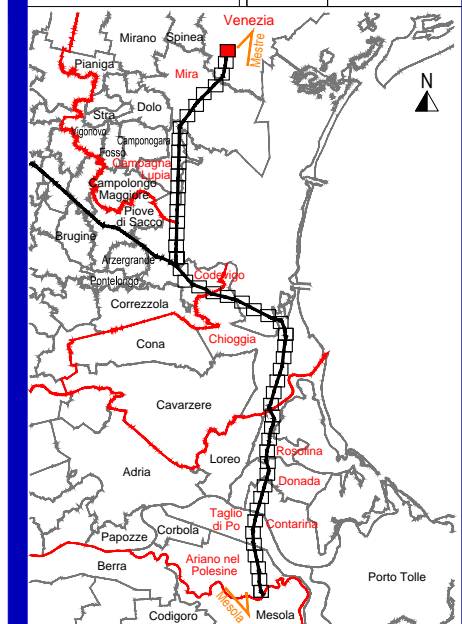 Venezia
Mirano
Spinea
Mestre
Pianiga
Mira
N
Dolo
Stra
Vigonovo
Camponogara
Fosso
Campagna
Lupia
Campolongo
Maggiore
Piove
di Sacco
Brugine
Arzergrande
Codevigo
Pontelongo
Correzzola
Chioggia
Cona
Cavarzere
Rosolina
Loreo
Adria
Donada
Taglio
di Po
Contarina
Corbola
Papozze
Ariano nel
Polesine
Berra
Porto Tolle
Mesola
Mesola
Codigoro